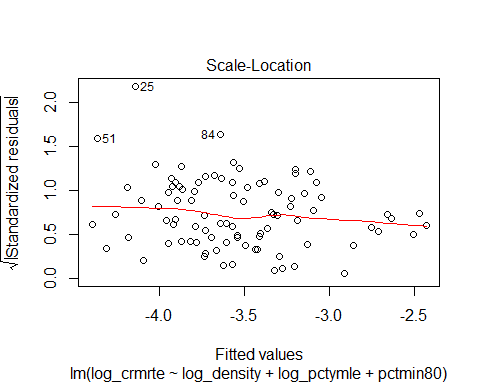 Scale-Location
√|Standardized residuals|
2.0
1.5
1.0
0.5
0.0
25
51
84
-4.0 -3.5 -3.0 -2.5
Fitted values
lm(log_crmrte ~ log_density + log_pctymle + pctmin80)